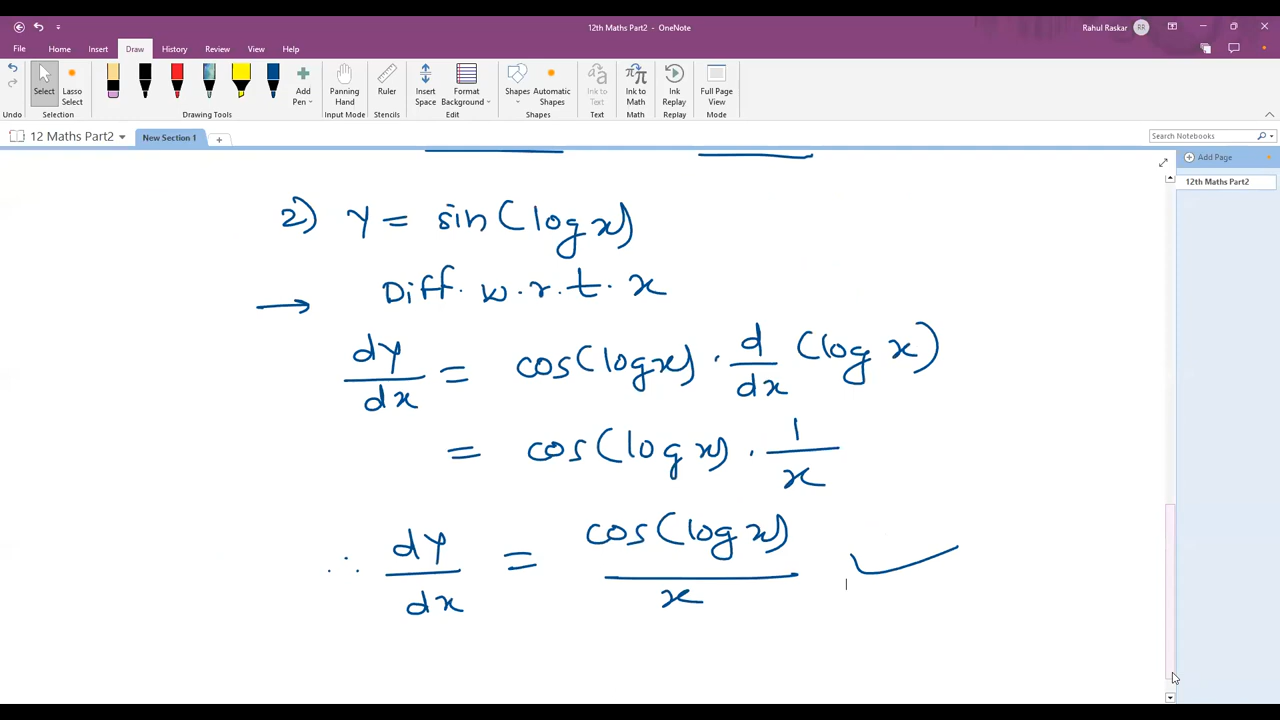 12th Maths Part2 - OneNote
Rahul Raskar RR
File Home Insert Draw History Review View Help
Undo
Select
Lasso Select
Add Pen
Panning Hand
Ruler
Insert Space
Format Background
Shapes
Automatic Shapes
Ink to Text
Ink to Math
Ink Replay
Full Page View
Undo Selection Drawing Tools Input Mode Stencils Edit Shapes Text Math Replay Mode
12 Maths Part2 New Section 1 Search Notebooks
Add Page
12th Maths Part2
2) y = sin(log x)
→ Diff. w.r.t. x
dy/dx = cos(log x) · d/dx (log x)
= cos(log x) · 1/x
∴ dy/dx = cos(log x)/x ✓